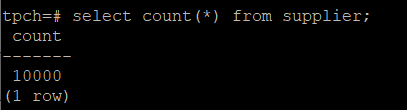 tpch=# select count(*) from supplier;
count
-------
10000
(1 row)